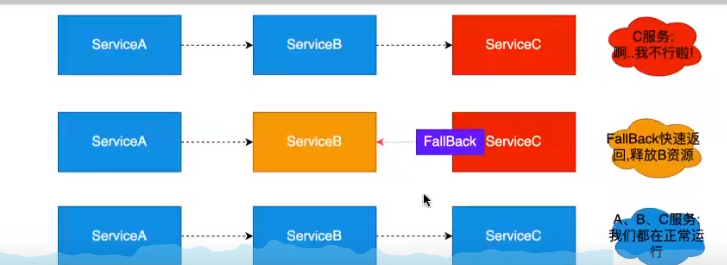 ServiceA
ServiceB
ServiceC
C服务:
啊..我不行啦!
ServiceA
ServiceB
FallBack
ServiceC
FallBack快速返
回,释放B资源
ServiceA
ServiceB
ServiceC
A、B、C服务:
我们都在正常运
行